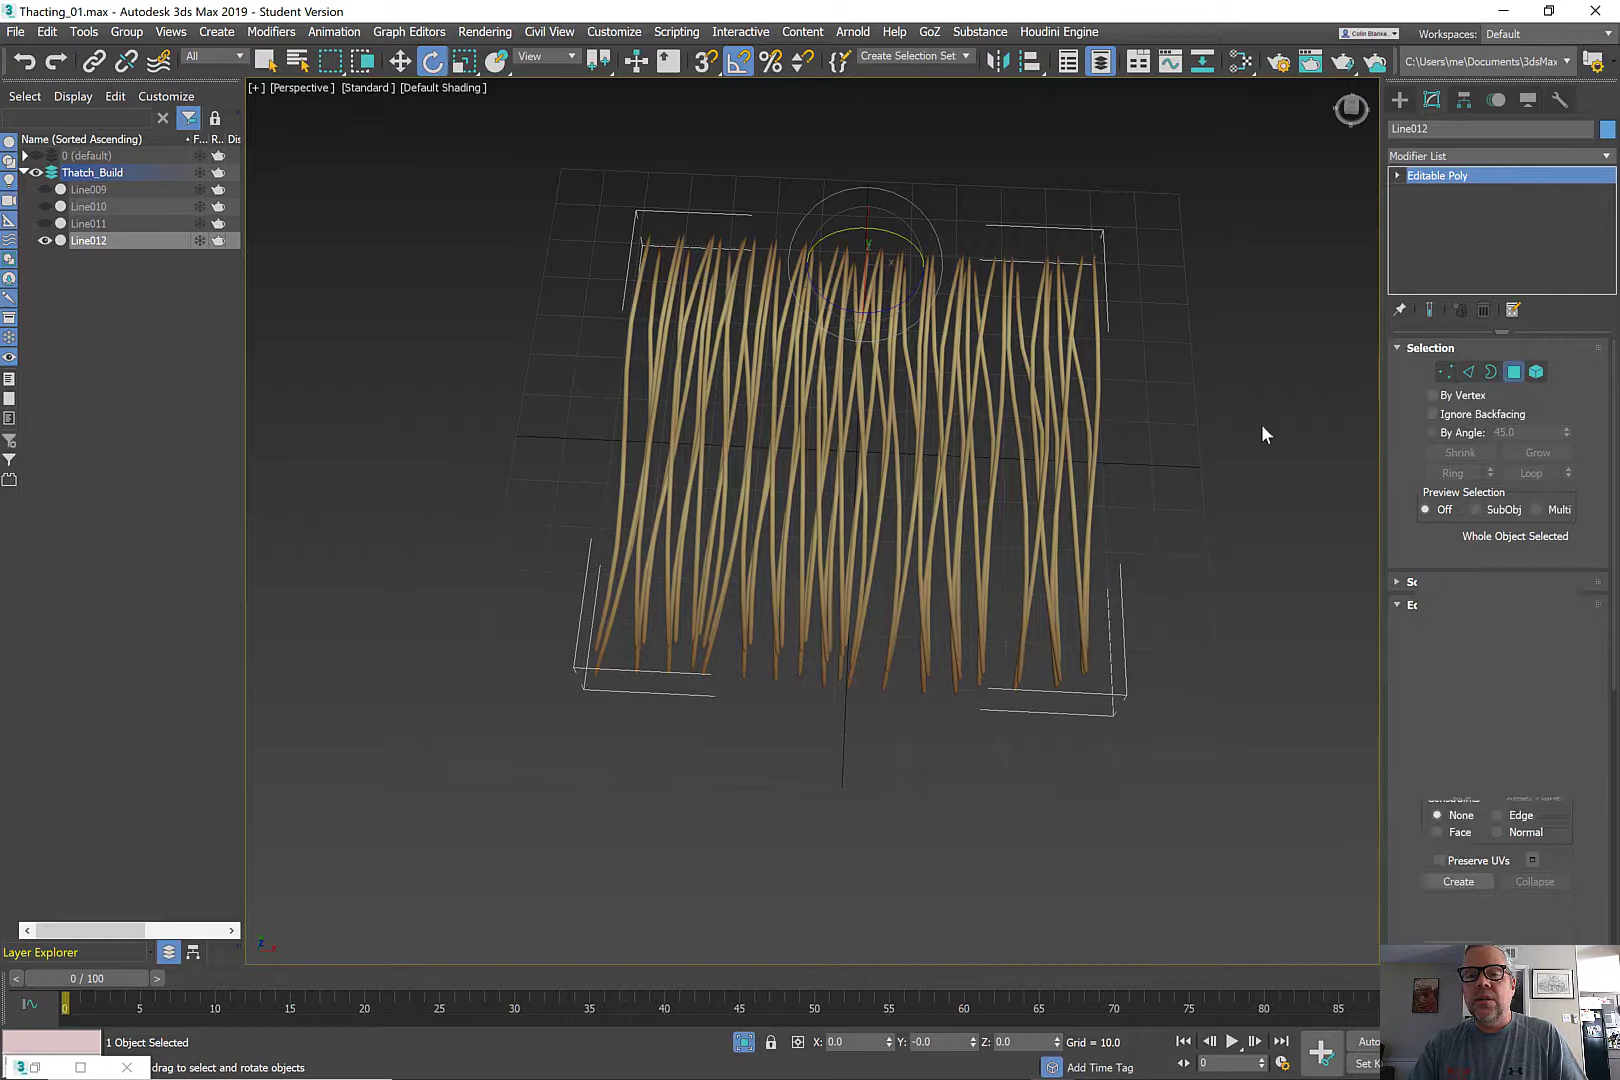 Thacting_01.max - Autodesk 3ds Max 2019 - Student Version
File Edit Tools Group Views Create Modifiers Animation Graph Editors Rendering Civil View Customize Scripting Interactive Content Arnold Help GoZ Substance Houdini Engine
Colin Blanke...
Workspaces: Default
All
View
Create Selection Set
C:\Users\me\Documents\3dsMax
Select Display Edit Customize
[+] [Perspective] [Standard] [Default Shading]
Name (Sorted Ascending) F... R.. Dis
0 (default)
Thatch_Build
Line009
Line010
Line011
Line012
Line012
Modifier List
Editable Poly
Selection
By Vertex
Ignore Backfacing
By Angle: 45.0
Shrink Grow
Ring Loop
Preview Selection
Off SubObj Multi
Whole Object Selected
None Edge
Face Normal
Preserve UVs
Create Collapse
z
x
Layer Explorer
< 0 / 100 >
0 5 10 15 20 25 30 35 40 45 50 55 60 65 70 75 80 85
1 Object Selected
X: 0.0 Y: -0.0 Z: 0.0 Grid = 10.0
Auto
drag to select and rotate objects
Add Time Tag
0
Set K